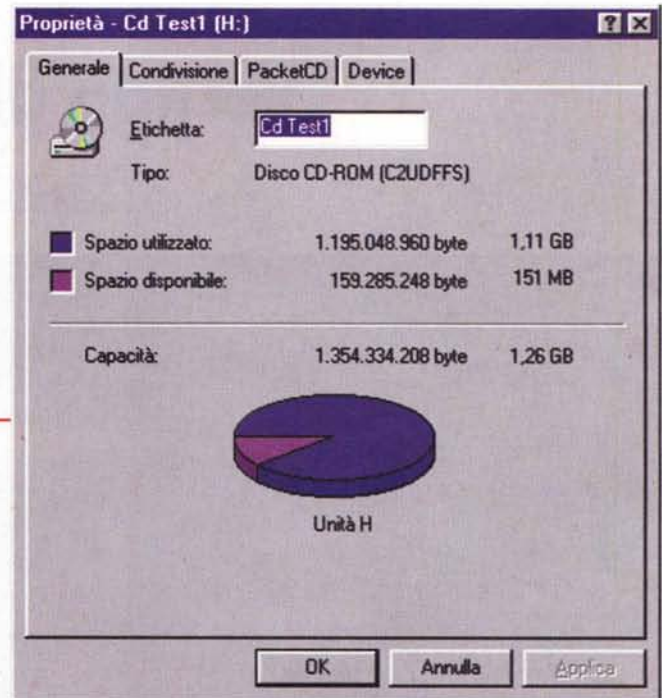 Proprietà - Cd Test1 (H:)
Generale Condivisione PacketCD Device
Etichetta: Cd Test1
Tipo: Disco CD-ROM (C2UDFFS)
Spazio utilizzato: 1.195.048.960 byte 1,11 GB
Spazio disponibile: 159.285.248 byte 151 MB
Capacità: 1.354.334.208 byte 1,26 GB
Unità H
OK Annulla Applica